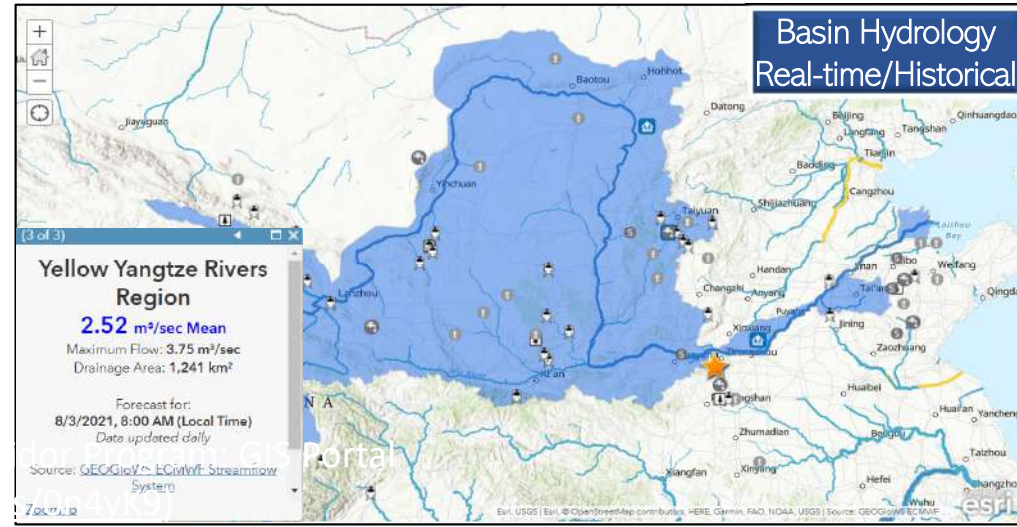 Basin Hydrology
Real-time/Historical
Hohhot
Baotou
Datong
Beijing
Qinhuangdao
Langfang
Tangshan
Jiayuguan
Tianjin
Baoding
Cangzhou
Yinchuan
Shijiazhuang
Taiyuan
Laizhou
Bay
(3 of 3)
Yellow Yangtze Rivers
Region
2.52 m³/sec Mean
Maximum Flow: 3.75 m³/sec
Drainage Area: 1,241 km²
Forecast for:
8/3/2021, 8:00 AM (Local Time)
Data updated daily
Source: GEOGloWS ECMWF Streamflow
System
Zoom to
Portal
Handan
Weifang
Lanzhou
Changzhi
Anyang
Tai'an
Jining
Xinxiang
Zaozhuang
Xi'an
N A
Huaibei
Huai'an
Yancheng
Zhumadian
Bengbu
Taizhou
Xiangfan
Xinyang
Hefei
Wuhu
Esri, USGS | Esri, © OpenStreetMap contributors, HERE, Garmin, FAO, NOAA, USGS | Source: GEOGloWS ECMWF
esri